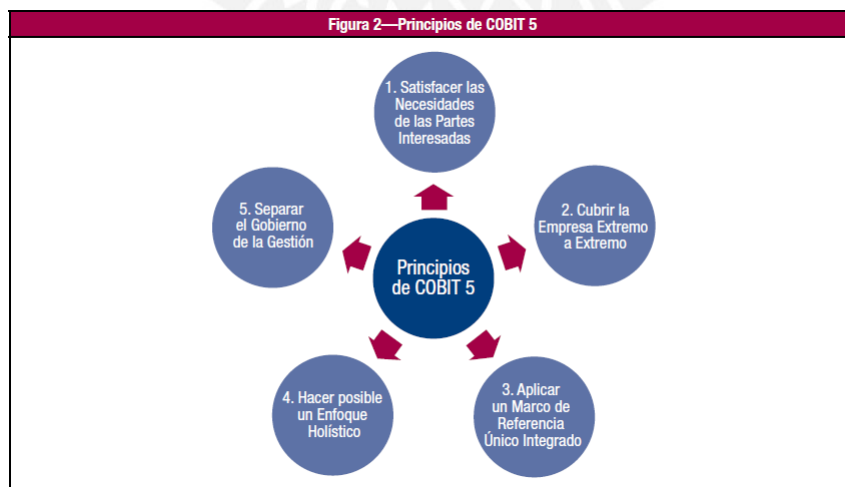 Figura 2—Principios de COBIT 5
1. Satisfacer las
Necesidades
de las Partes
Interesadas
2. Cubrir la
Empresa Extremo
a Extremo
3. Aplicar
un Marco de
Referencia
Único Integrado
4. Hacer posible
un Enfoque
Holístico
5. Separar
el Gobierno
de la Gestión
Principios
de COBIT 5